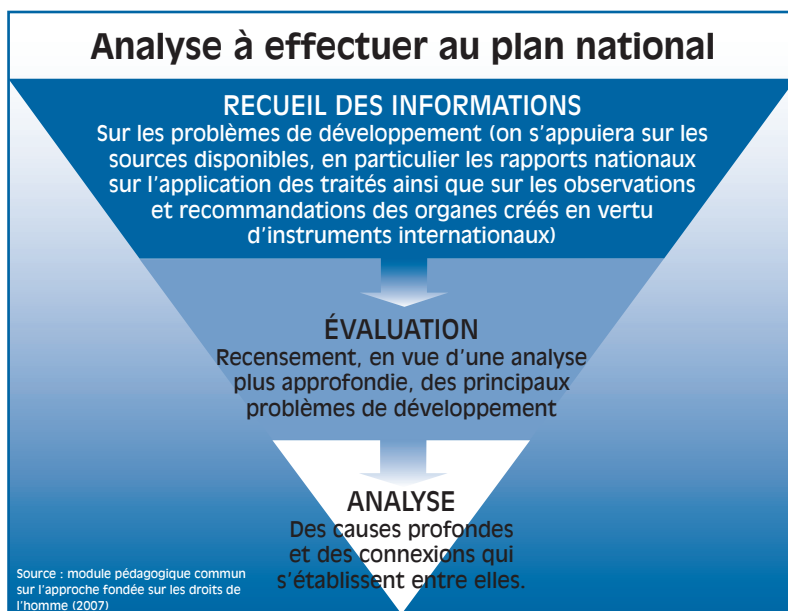 Analyse à effectuer au plan national
RECUEIL DES INFORMATIONS
Sur les problèmes de développement (on s'appuiera sur les
sources disponibles, en particulier les rapports nationaux
sur l'application des traités ainsi que sur les observations
et recommandations des organes créés en vertu
d'instruments internationaux)
ÉVALUATION
Recensement, en vue d'une analyse
plus approfondie, des principaux
problèmes de développement
ANALYSE
Des causes profondes
et des connexions qui
s'établissent entre elles.
Source : module pédagogique commun
sur l'approche fondée sur les droits de
l'homme (2007)